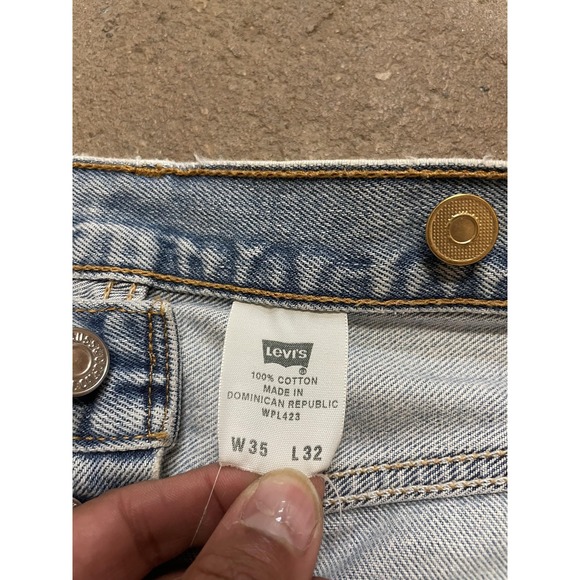 Levi's
®
100% COTTON
MADE IN
DOMINICAN REPUBLIC
WPL423
W35 L32